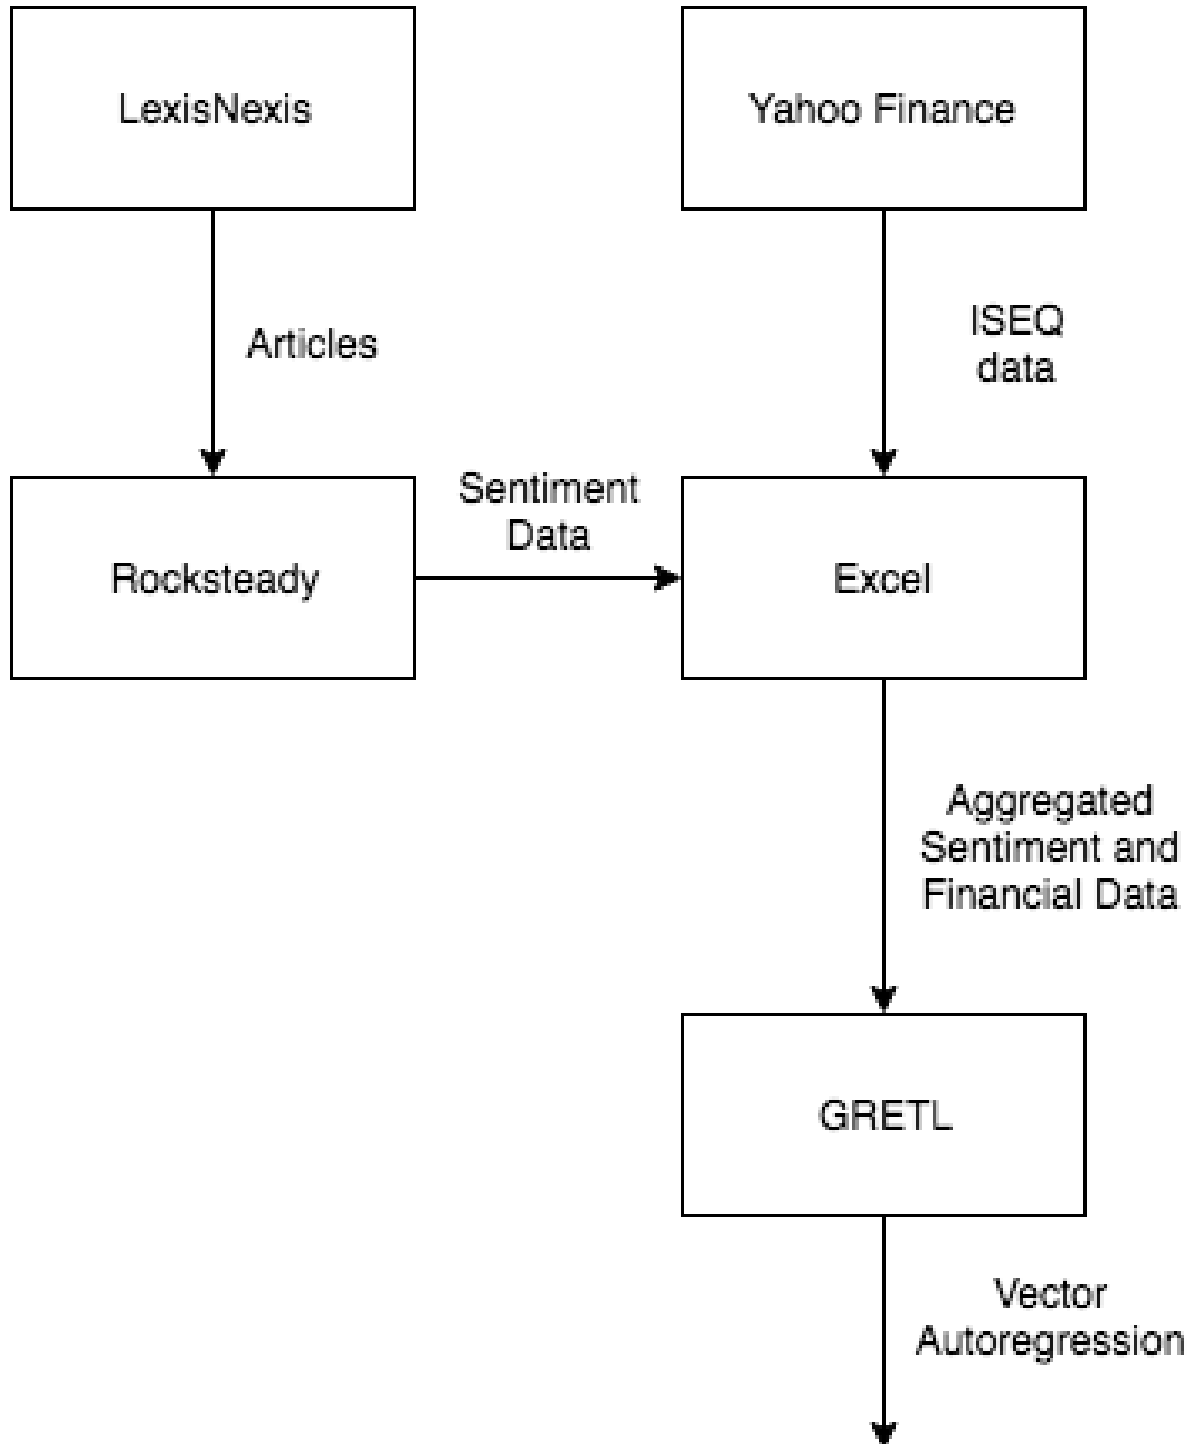 LexisNexis
Yahoo Finance
Articles
ISEQ
data
Sentiment
Data
Rocksteady
Excel
Aggregated
Sentiment and
Financial Data
GRETL
Vector
Autoregression